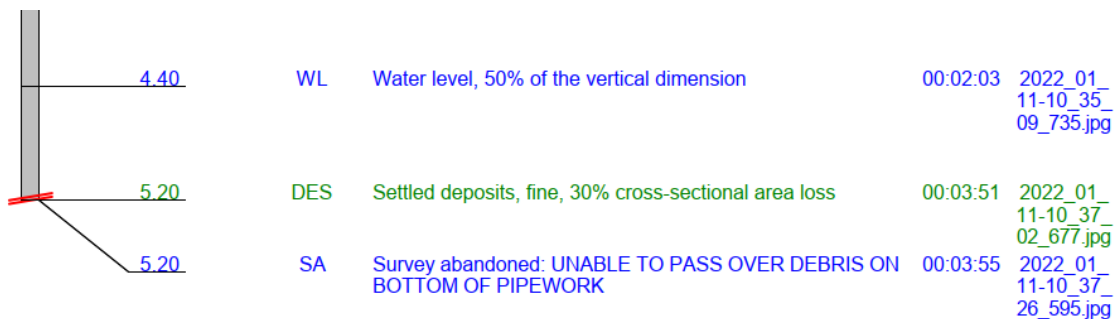 4.40 WL Water level, 50% of the vertical dimension 00:02:03 2022_01_
11-10_35_
09_735.jpg
5.20 DES Settled deposits, fine, 30% cross-sectional area loss 00:03:51 2022_01_
11-10_37_
02_677.jpg
5.20 SA Survey abandoned: UNABLE TO PASS OVER DEBRIS ON 00:03:55 2022_01_
BOTTOM OF PIPEWORK 11-10_37_
26_595.jpg